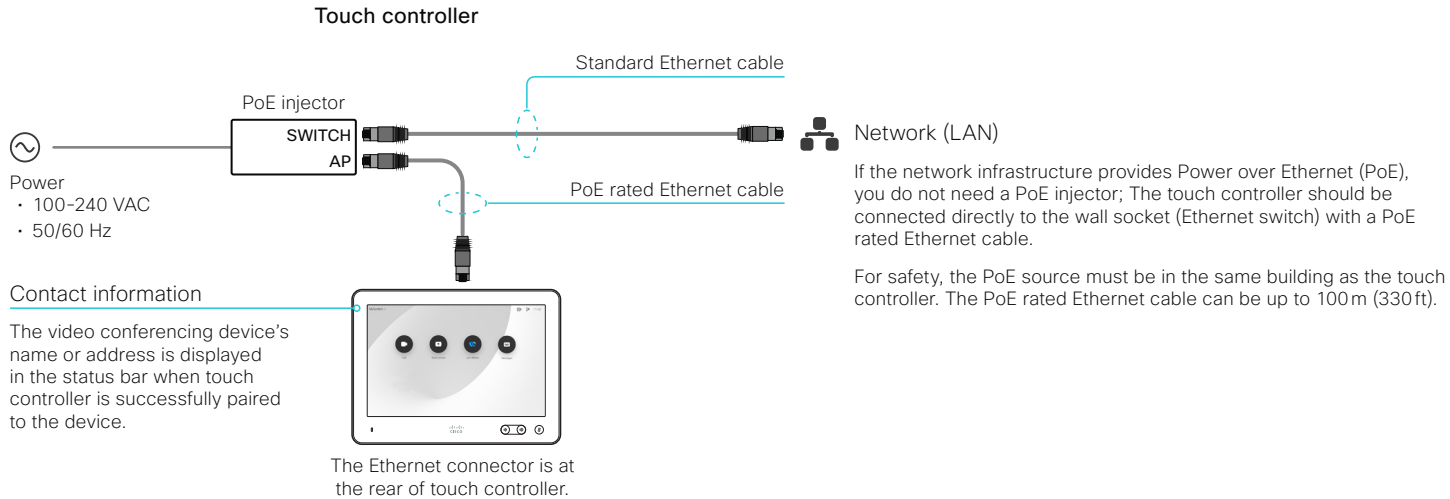 Touch controller
Standard Ethernet cable
PoE injector
SWITCH
AP
Network (LAN)
Power
• 100-240 VAC
• 50/60 Hz
PoE rated Ethernet cable
If the network infrastructure provides Power over Ethernet (PoE),
you do not need a PoE injector; The touch controller should be
connected directly to the wall socket (Ethernet switch) with a PoE
rated Ethernet cable.
For safety, the PoE source must be in the same building as the touch
controller. The PoE rated Ethernet cable can be up to 100 m (330 ft).
Contact information
The video conferencing device's
name or address is displayed
in the status bar when touch
controller is successfully paired
to the device.
CISCO
The Ethernet connector is at
the rear of touch controller.